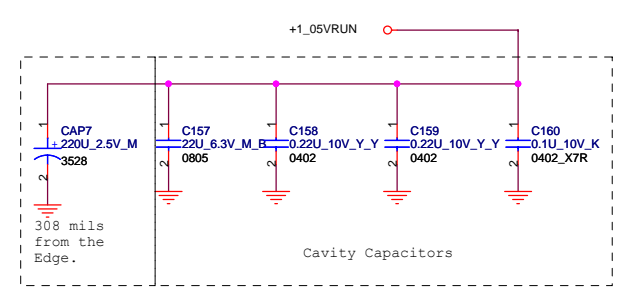 +1_05VRUN
1 1 1 1 1
CAP7 C157 C158 C159 C160
+ 220U_2.5V_M 22U_6.3V_M_B 0.22U_10V_Y_Y 0.22U_10V_Y_Y 0.1U_10V_K
3528 0805 0402 0402 0402_X7R
2 2 2 2 2
308 mils
from the
Edge.
Cavity Capacitors